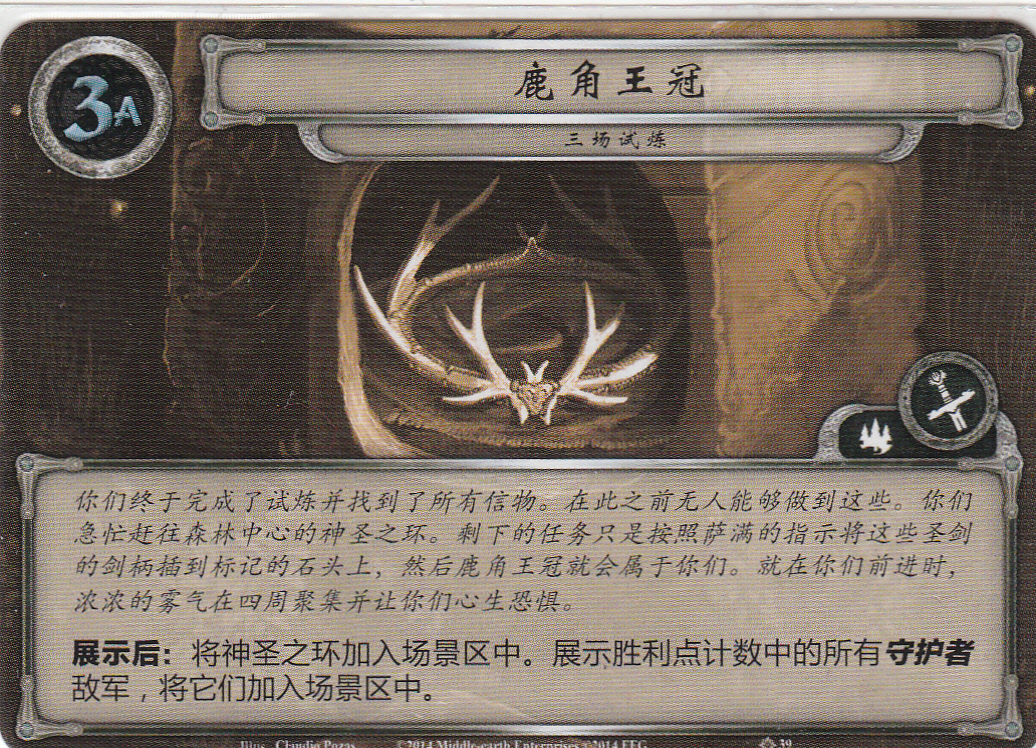 3A
鹿角王冠
三场试炼
你们终于完成了试炼并找到了所有信物。在此之前无人能够做到这些。你们
急忙赶往森林中心的神圣之环。剩下的任务只是按照萨满的指示将这些圣剑
的剑柄插到标记的石头上，然后鹿角王冠就会属于你们。就在你们前进时，
浓浓的雾气在四周聚集并让你们心生恐惧。
展示后：将神圣之环加入场景区中。展示胜利点计数中的所有守护者
敌军，将它们加入场景区中。
Illus. Claudio Pozas ©2014 Middle-earth Enterprises ©2014 FFG 39